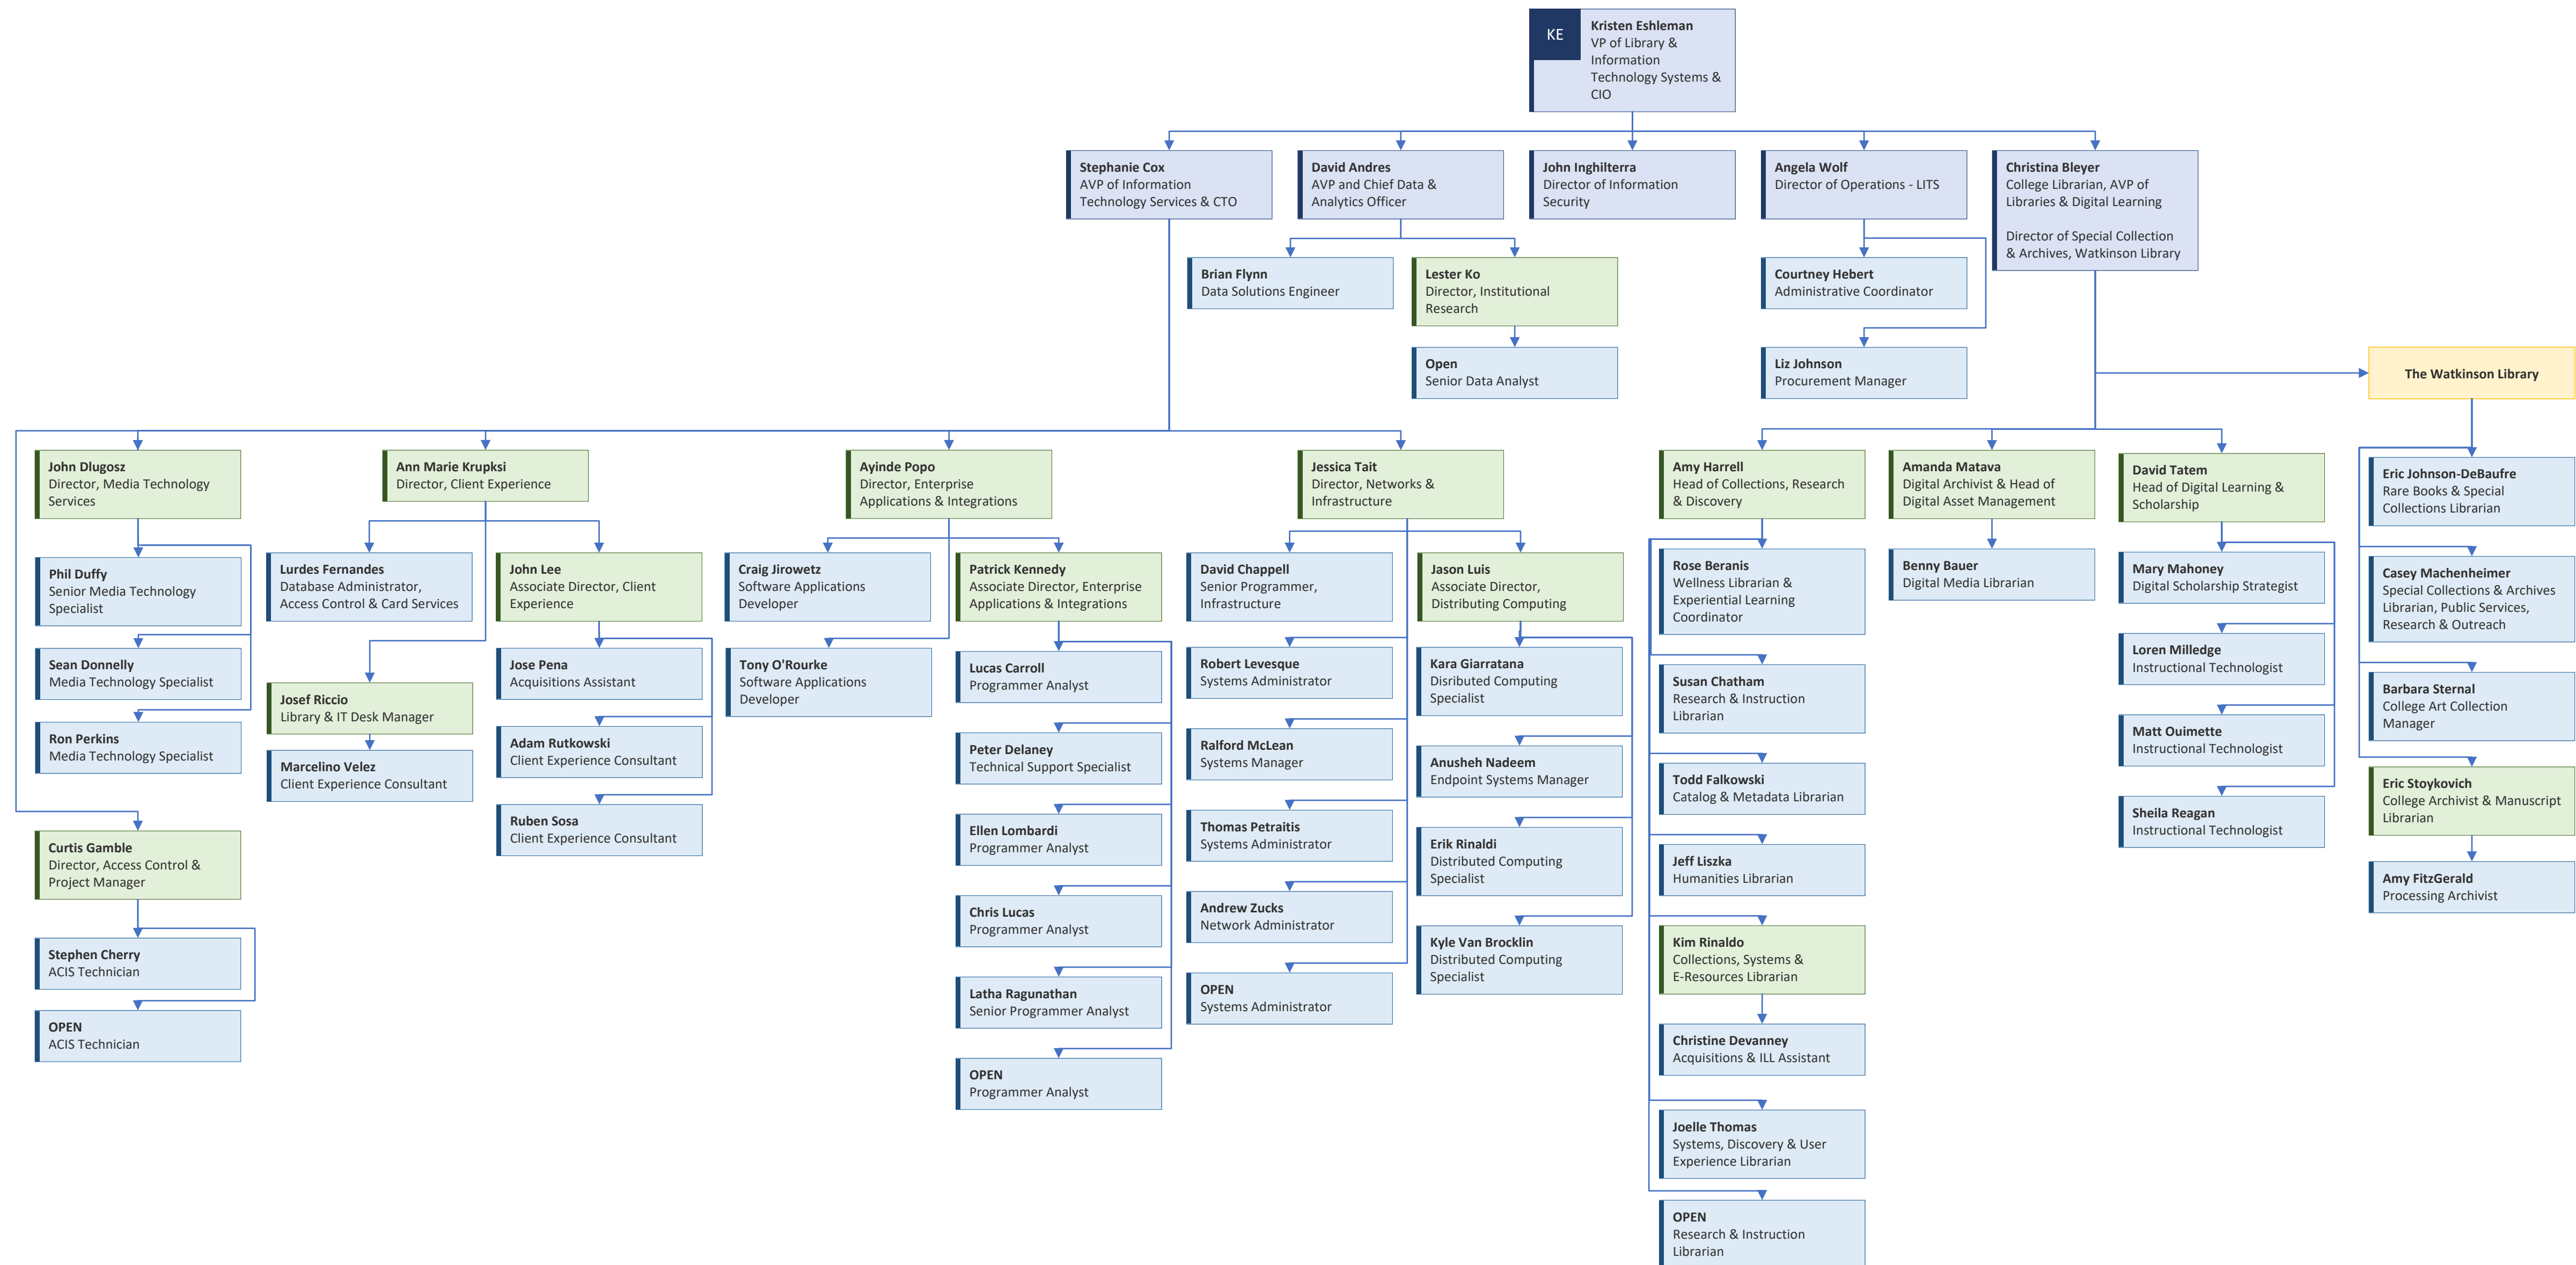 KE
Kristen Eshleman
VP of Library &
Information
Technology Systems &
CIO
Stephanie Cox
AVP of Information
Technology Services & CTO
David Andres
AVP and Chief Data &
Analytics Officer
John Inghilterra
Director of Information
Security
Angela Wolf
Director of Operations - LITS
Christina Bleyer
College Librarian, AVP of
Libraries & Digital Learning
Director of Special Collection
& Archives, Watkinson Library
Brian Flynn
Data Solutions Engineer
Lester Ko
Director, Institutional
Research
Open
Senior Data Analyst
Courtney Hebert
Administrative Coordinator
Liz Johnson
Procurement Manager
The Watkinson Library
John Dlugosz
Director, Media Technology
Services
Phil Duffy
Senior Media Technology
Specialist
Sean Donnelly
Media Technology Specialist
Ron Perkins
Media Technology Specialist
Curtis Gamble
Director, Access Control &
Project Manager
Stephen Cherry
ACIS Technician
OPEN
ACIS Technician
Ann Marie Krupksi
Director, Client Experience
Lurdes Fernandes
Database Administrator,
Access Control & Card Services
Josef Riccio
Library & IT Desk Manager
Marcelino Velez
Client Experience Consultant
John Lee
Associate Director, Client
Experience
Jose Pena
Acquisitions Assistant
Adam Rutkowski
Client Experience Consultant
Ruben Sosa
Client Experience Consultant
Ayinde Popo
Director, Enterprise
Applications & Integrations
Craig Jirowetz
Software Applications
Developer
Tony O'Rourke
Software Applications
Developer
Patrick Kennedy
Associate Director, Enterprise
Applications & Integrations
Lucas Carroll
Programmer Analyst
Peter Delaney
Technical Support Specialist
Ellen Lombardi
Programmer Analyst
Chris Lucas
Programmer Analyst
Latha Ragunathan
Senior Programmer Analyst
OPEN
Programmer Analyst
Jessica Tait
Director, Networks &
Infrastructure
David Chappell
Senior Programmer,
Infrastructure
Robert Levesque
Systems Administrator
Ralford McLean
Systems Manager
Thomas Petraitis
Systems Administrator
Andrew Zucks
Network Administrator
OPEN
Systems Administrator
Jason Luis
Associate Director,
Distributing Computing
Kara Giarratana
Disributed Computing
Specialist
Anusheh Nadeem
Endpoint Systems Manager
Erik Rinaldi
Distributed Computing
Specialist
Kyle Van Brocklin
Distributed Computing
Specialist
Amy Harrell
Head of Collections, Research
& Discovery
Rose Beranis
Wellness Librarian &
Experiential Learning
Coordinator
Susan Chatham
Research & Instruction
Librarian
Todd Falkowski
Catalog & Metadata Librarian
Jeff Liszka
Humanities Librarian
Kim Rinaldo
Collections, Systems &
E-Resources Librarian
Christine Devanney
Acquisitions & ILL Assistant
Joelle Thomas
Systems, Discovery & User
Experience Librarian
OPEN
Research & Instruction
Librarian
Amanda Matava
Digital Archivist & Head of
Digital Asset Management
Benny Bauer
Digital Media Librarian
David Tatem
Head of Digital Learning &
Scholarship
Mary Mahoney
Digital Scholarship Strategist
Loren Milledge
Instructional Technologist
Matt Ouimette
Instructional Technologist
Sheila Reagan
Instructional Technologist
Eric Johnson-DeBaufre
Rare Books & Special
Collections Librarian
Casey Machenheimer
Special Collections & Archives
Librarian, Public Services,
Research & Outreach
Barbara Sternal
College Art Collection
Manager
Eric Stoykovich
College Archivist & Manuscript
Librarian
Amy FitzGerald
Processing Archivist